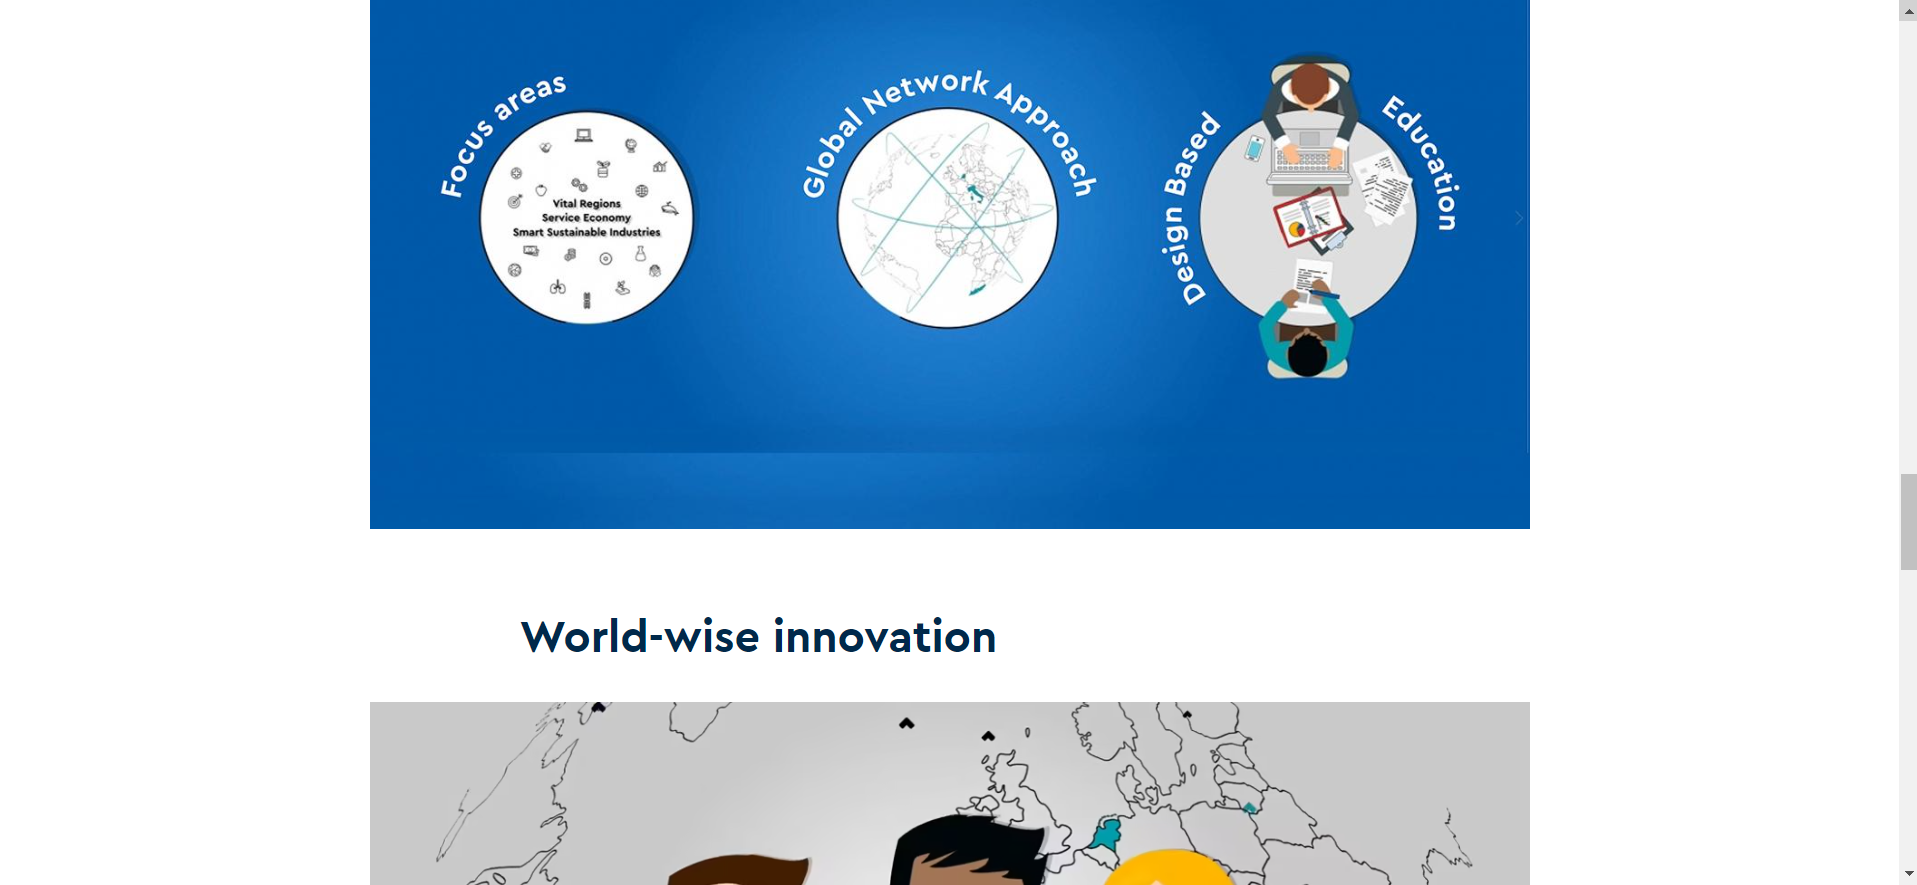 Focus areas
Vital Regions
Service Economy
Smart Sustainable Industries
Global Network Approach
Design Based
Education
World-wise innovation